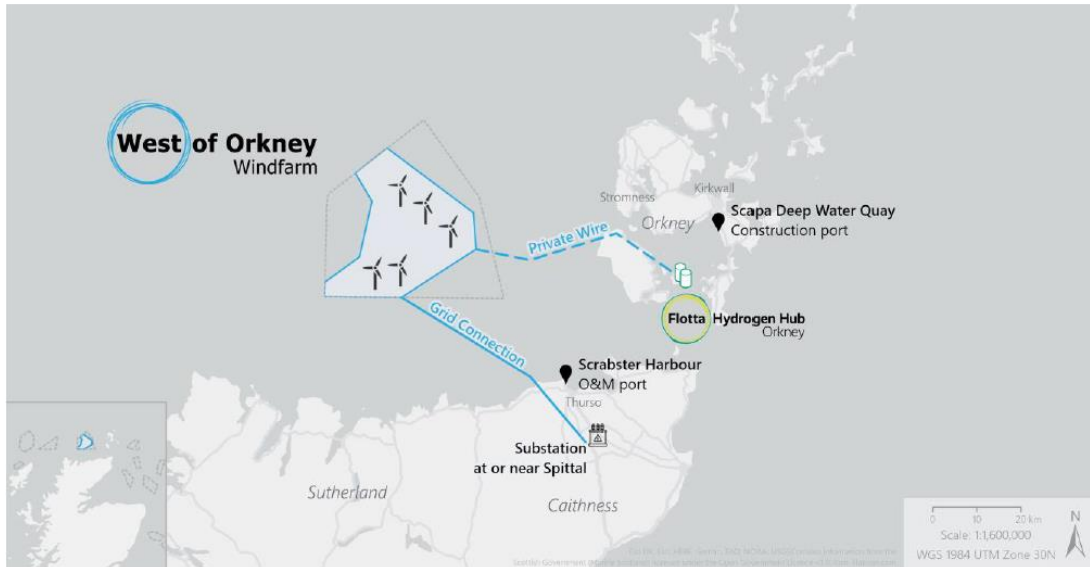 West of Orkney
Windfarm
Kirkwall
Stromness
Orkney
Scapa Deep Water Quay
Construction port
Private Wire
Flotta Hydrogen Hub
Orkney
Grid Connection
Scrabster Harbour
O&M port
Thurso
Substation
at or near Spittal
Sutherland
Caithness
0 10 20 km
Scale: 1:1,600,000
WGS 1984 UTM Zone 30N
N